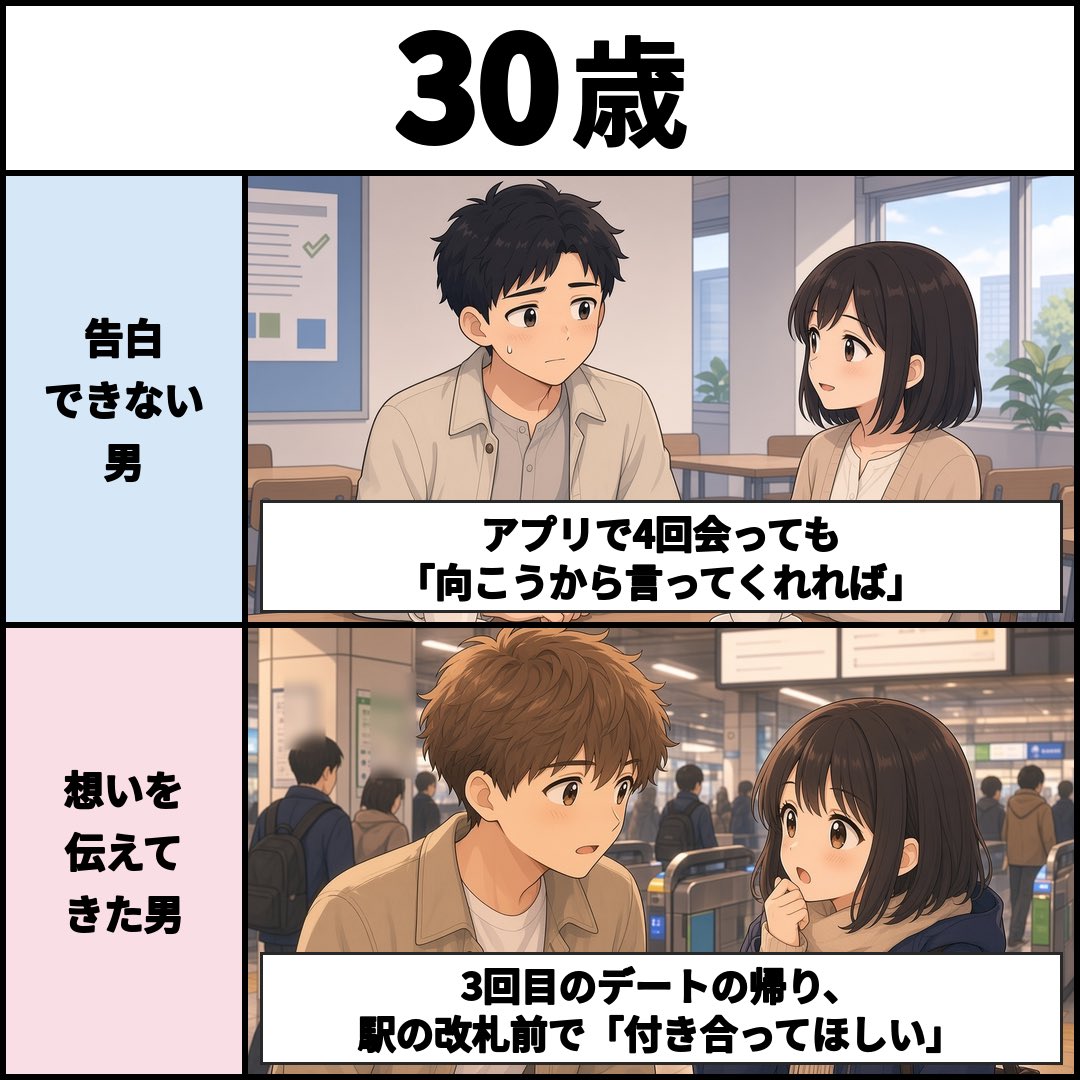 30歳
告白
できない
男
アプリで4回会っても
「向こうから言ってくれれば」
想いを
伝えて
きた男
3回目のデートの帰り、
駅の改札前で「付き合ってほしい」